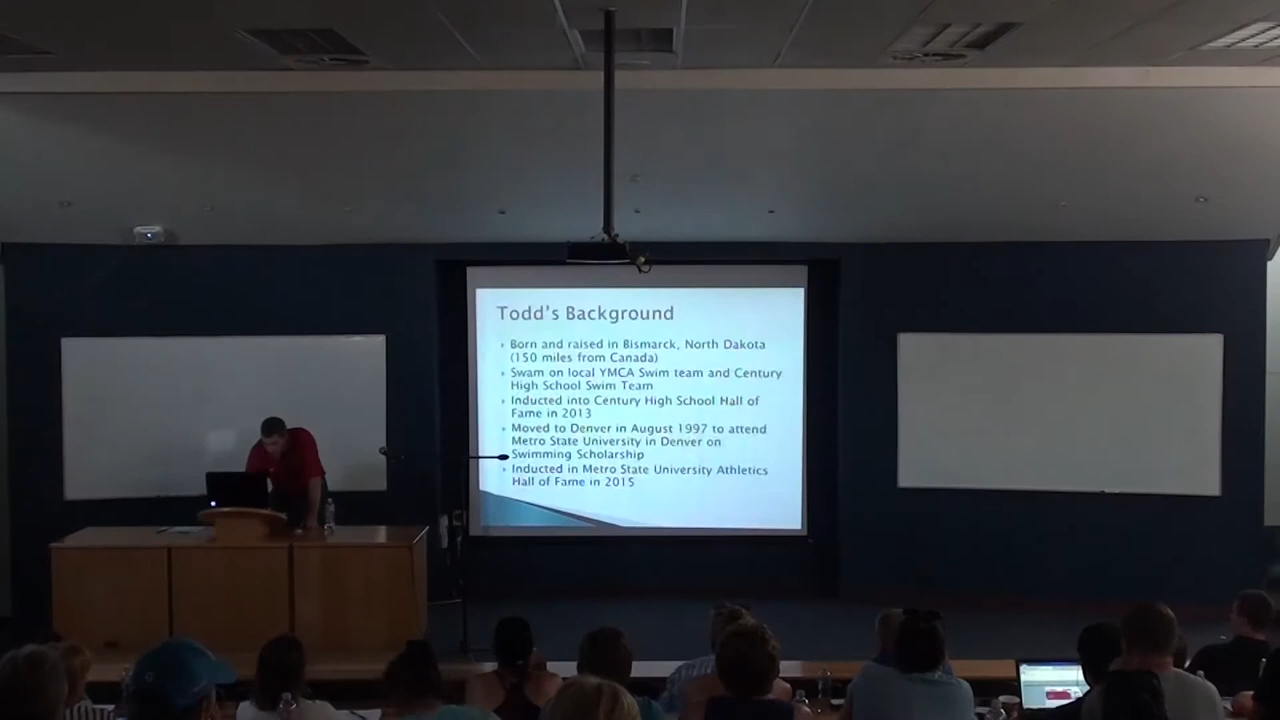 Todd's Background
Born and raised in Bismarck, North Dakota
(150 miles from Canada)
Swam on local YMCA Swim team and Century
High School Swim Team
Inducted into Century High School Hall of
Fame in 2013
Moved to Denver in August 1997 to attend
Metro State University in Denver on
Swimming Scholarship
Inducted in Metro State University Athletics
Hall of Fame in 2015